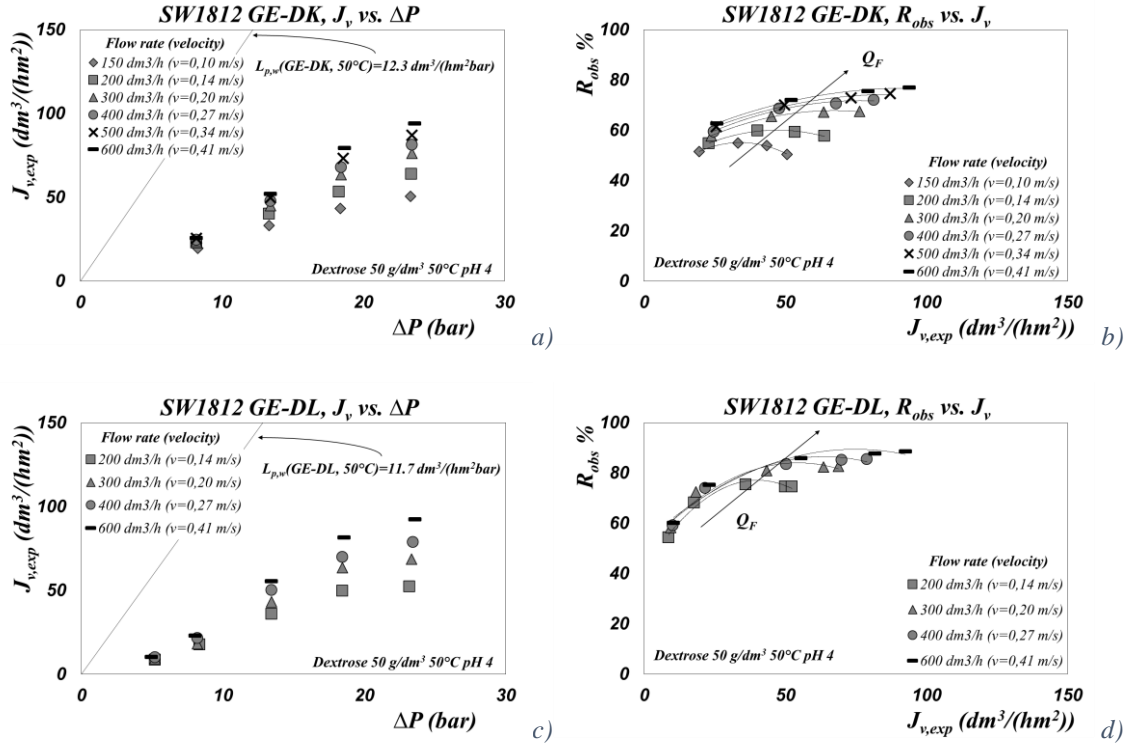 SW1812 GE-DK, Jv vs. ΔP
Jv,exp (dm³/(hm²))
150
100
50
0
Flow rate (velocity)
150 dm3/h (v=0,10 m/s)
200 dm3/h (v=0,14 m/s)
300 dm3/h (v=0,20 m/s)
400 dm3/h (v=0,27 m/s)
500 dm3/h (v=0,34 m/s)
600 dm3/h (v=0,41 m/s)
Lp,w(GE-DK, 50°C)=12.3 dm³/(hm²bar)
Dextrose 50 g/dm³ 50°C pH 4
0 10 20 30
ΔP (bar)
a)
SW1812 GE-DK, Robs vs. Jv
Robs %
100
80
60
40
20
0
QF
Flow rate (velocity)
150 dm3/h (v=0,10 m/s)
200 dm3/h (v=0,14 m/s)
300 dm3/h (v=0,20 m/s)
400 dm3/h (v=0,27 m/s)
500 dm3/h (v=0,34 m/s)
600 dm3/h (v=0,41 m/s)
Dextrose 50 g/dm³ 50°C pH 4
0 50 100 150
Jv,exp (dm³/(hm²))
b)
SW1812 GE-DL, Jv vs. ΔP
Jv,exp (dm³/(hm²))
150
100
50
0
Flow rate (velocity)
200 dm3/h (v=0,14 m/s)
300 dm3/h (v=0,20 m/s)
400 dm3/h (v=0,27 m/s)
600 dm3/h (v=0,41 m/s)
Lp,w(GE-DL, 50°C)=11.7 dm³/(hm²bar)
Dextrose 50 g/dm³ 50°C pH 4
0 10 20 30
ΔP (bar)
c)
SW1812 GE-DL, Robs vs. Jv
Robs %
100
80
60
40
20
0
QF
Flow rate (velocity)
200 dm3/h (v=0,14 m/s)
300 dm3/h (v=0,20 m/s)
400 dm3/h (v=0,27 m/s)
600 dm3/h (v=0,41 m/s)
Dextrose 50 g/dm³ 50°C pH 4
0 50 100 150
Jv,exp (dm³/(hm²))
d)